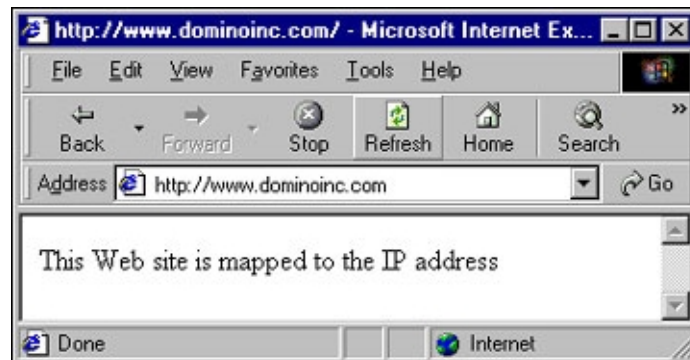 http://www.dominoinc.com/ - Microsoft Internet Ex...
File Edit View Favorites Tools Help
Back Forward Stop Refresh Home Search »
Address http://www.dominoinc.com Go
This Web site is mapped to the IP address
Done Internet